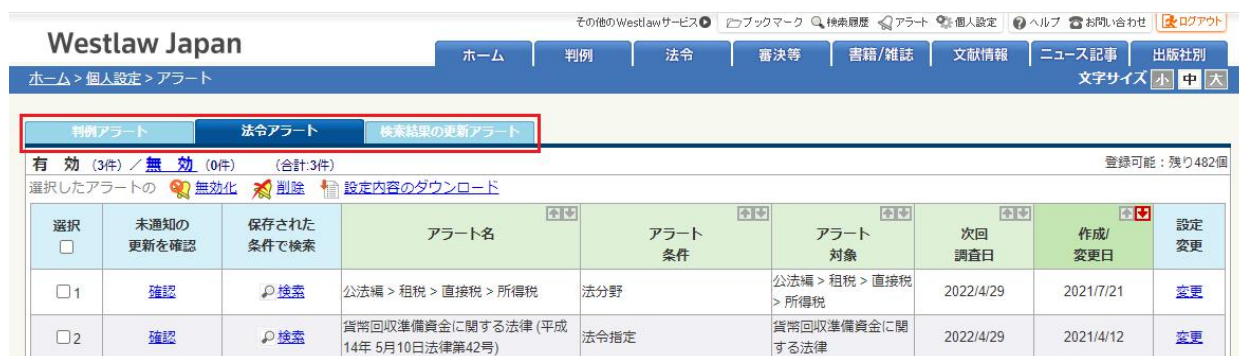 その他のWestlawサービス ブックマーク 検索履歴 アラート 個人設定 ヘルプ お問い合わせ ログアウト
Westlaw Japan
ホーム 判例 法令 審決等 書籍/雑誌 文献情報 ニュース記事 出版社別
ホーム > 個人設定 > アラート 文字サイズ 小 中 大
判例アラート 法令アラート 検索結果の更新アラート
有 効 (3件) / 無 効 (0件) (合計:3件) 登録可能:残り482個
選択したアラートの 無効化 削除 設定内容のダウンロード
選択 未通知の 保存された アラート名 アラート アラート 次回 作成/ 設定
更新を確認 条件で検索 条件 対象 調査日 変更日 変更
1 確認 検索 公法編 > 租税 > 直接税 > 所得税 法分野 公法編 > 租税 > 直接税 2022/4/29 2021/7/21 変更
> 所得税
2 確認 検索 貨幣回収準備資金に関する法律 (平成 法令指定 貨幣回収準備資金に関 2022/4/29 2021/4/12 変更
14年 5月10日法律第42号) する法律